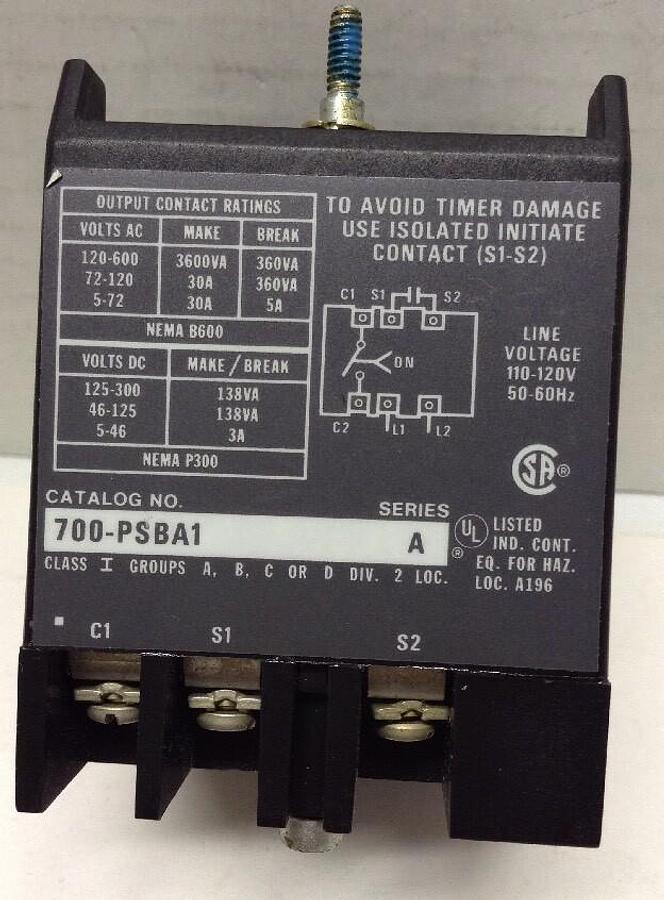 OUTPUT CONTACT RATINGS
VOLTS AC MAKE BREAK
120-600 3600VA 360VA
72-120 30A 360VA
5-72 30A 5A
NEMA B600
VOLTS DC MAKE/BREAK
125-300 138VA
46-125 138VA
5-46 3A
NEMA P300
TO AVOID TIMER DAMAGE
USE ISOLATED INITIATE
CONTACT (S1-S2)
C1 S1 S2
ON
C2 L1 L2
LINE
VOLTAGE
110-120V
50-60Hz
SA ®
CATALOG NO. SERIES
700-PSBA1 A
UL ®
LISTED
IND. CONT.
EQ. FOR HAZ.
LOC. A196
CLASS I GROUPS A, B, C OR D DIV. 2 LOC.
C1 S1 S2